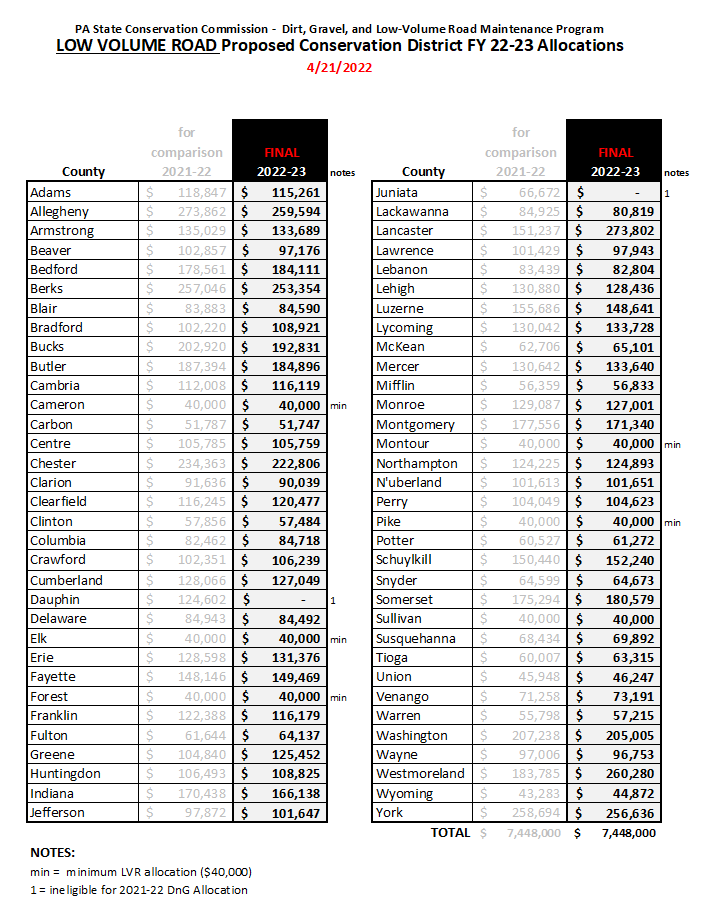 PA State Conservation Commission - Dirt, Gravel, and Low-Volume Road Maintenance Program
LOW VOLUME ROAD Proposed Conservation District FY 22-23 Allocations
4/21/2022
for
comparison FINAL
County 2021-22 2022-23 notes
Adams $ 118,847 $ 115,261
Allegheny $ 273,862 $ 259,594
Armstrong $ 135,029 $ 133,689
Beaver $ 102,857 $ 97,176
Bedford $ 178,561 $ 184,111
Berks $ 257,046 $ 253,354
Blair $ 83,883 $ 84,590
Bradford $ 102,220 $ 108,921
Bucks $ 202,920 $ 192,831
Butler $ 187,394 $ 184,896
Cambria $ 112,008 $ 116,119
Cameron $ 40,000 $ 40,000 min
Carbon $ 51,787 $ 51,747
Centre $ 105,785 $ 105,759
Chester $ 234,363 $ 222,806
Clarion $ 91,636 $ 90,039
Clearfield $ 116,245 $ 120,477
Clinton $ 57,856 $ 57,484
Columbia $ 82,462 $ 84,718
Crawford $ 102,351 $ 106,239
Cumberland $ 128,066 $ 127,049
Dauphin $ 124,602 $ - 1
Delaware $ 84,943 $ 84,492
Elk $ 40,000 $ 40,000 min
Erie $ 128,598 $ 131,376
Fayette $ 148,146 $ 149,469
Forest $ 40,000 $ 40,000 min
Franklin $ 122,388 $ 116,179
Fulton $ 61,644 $ 64,137
Greene $ 104,840 $ 125,452
Huntingdon $ 106,493 $ 108,825
Indiana $ 170,438 $ 166,138
Jefferson $ 97,872 $ 101,647
for
comparison FINAL
County 2021-22 2022-23 notes
Juniata $ 66,672 $ - 1
Lackawanna $ 84,925 $ 80,819
Lancaster $ 151,237 $ 273,802
Lawrence $ 101,429 $ 97,943
Lebanon $ 83,439 $ 82,804
Lehigh $ 130,880 $ 128,436
Luzerne $ 155,686 $ 148,641
Lycoming $ 130,042 $ 133,728
McKean $ 62,706 $ 65,101
Mercer $ 130,642 $ 133,640
Mifflin $ 56,359 $ 56,833
Monroe $ 129,087 $ 127,001
Montgomery $ 177,556 $ 171,340
Montour $ 40,000 $ 40,000 min
Northampton $ 124,225 $ 124,893
N'uberland $ 101,613 $ 101,651
Perry $ 104,049 $ 104,623
Pike $ 40,000 $ 40,000 min
Potter $ 60,527 $ 61,272
Schuylkill $ 150,440 $ 152,240
Snyder $ 64,599 $ 64,673
Somerset $ 175,294 $ 180,579
Sullivan $ 40,000 $ 40,000
Susquehanna $ 68,434 $ 69,892
Tioga $ 60,007 $ 63,315
Union $ 45,948 $ 46,247
Venango $ 71,258 $ 73,191
Warren $ 55,798 $ 57,215
Washington $ 207,238 $ 205,005
Wayne $ 97,006 $ 96,753
Westmoreland $ 183,785 $ 260,280
Wyoming $ 43,283 $ 44,872
York $ 258,694 $ 256,636
TOTAL $ 7,448,000 $ 7,448,000
NOTES:
min = minimum LVR allocation ($40,000)
1 = ineligible for 2021-22 DnG Allocation